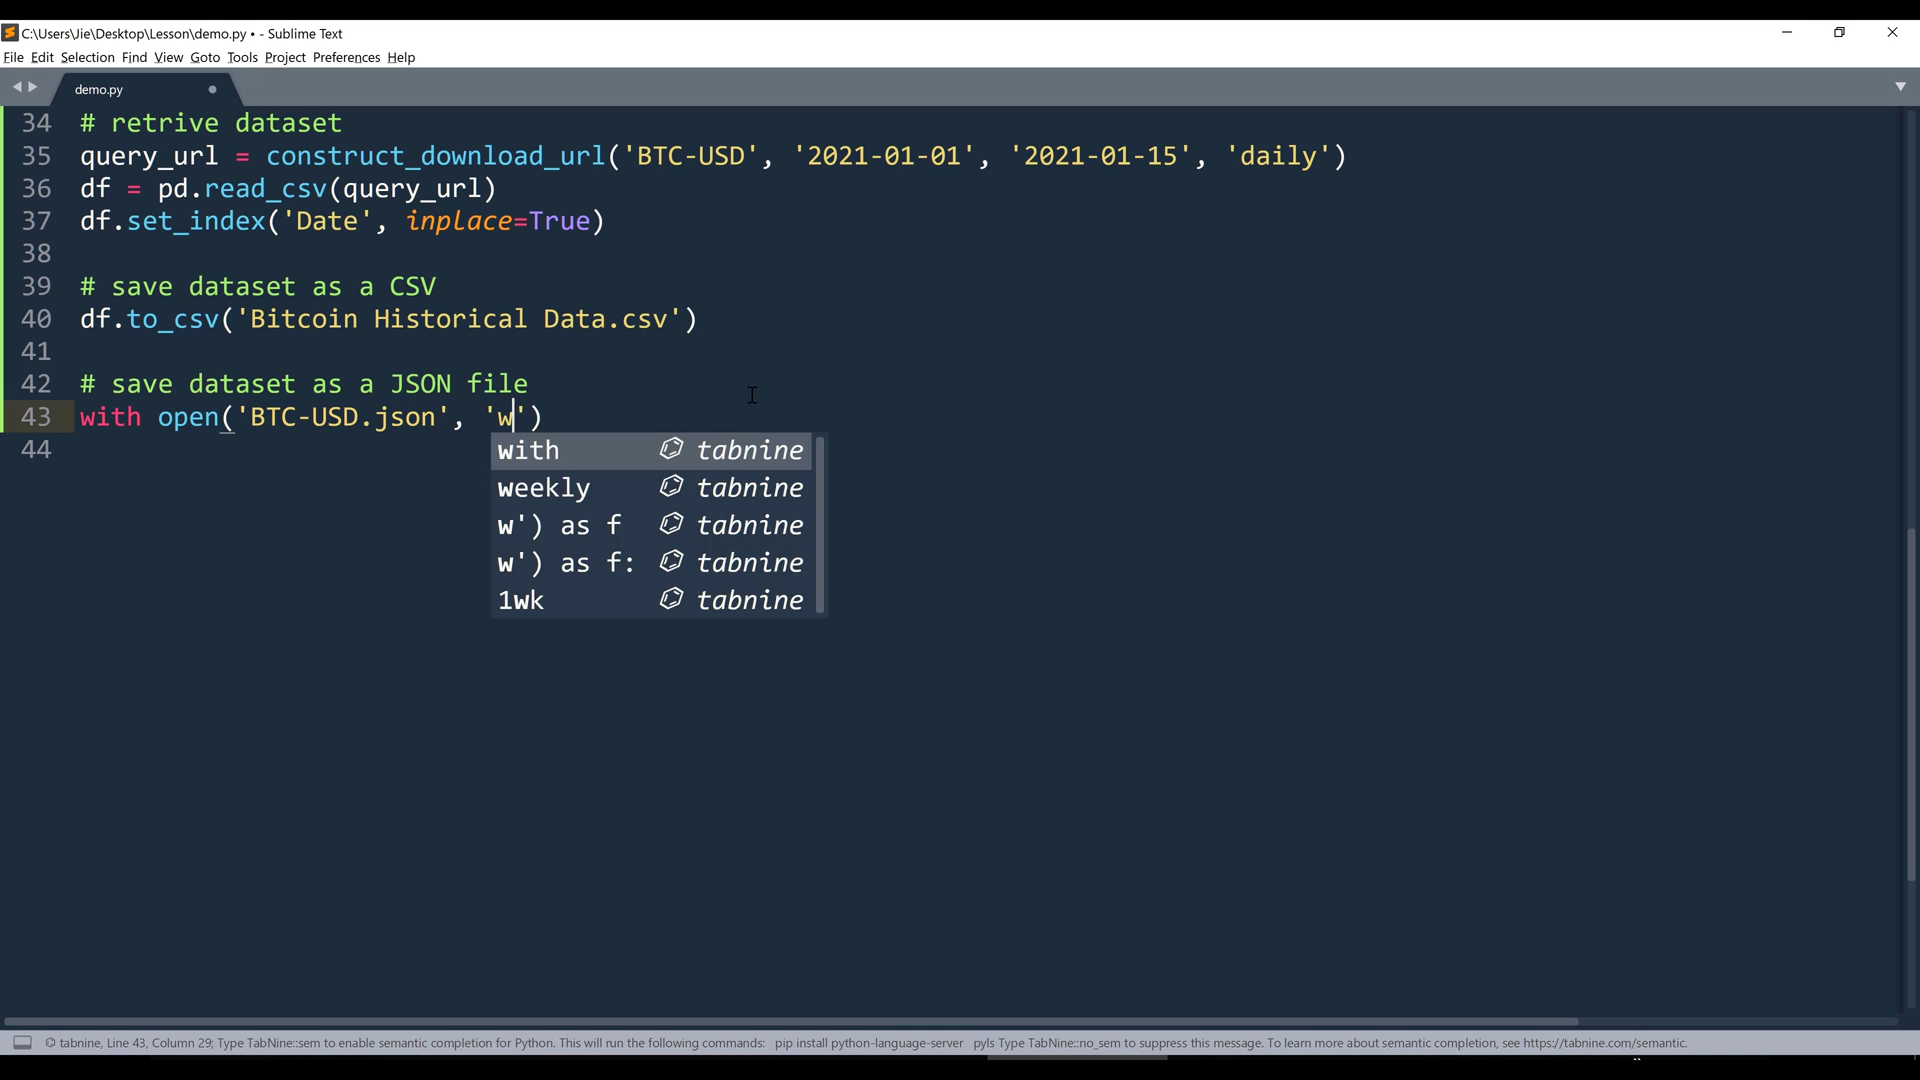 C:\Users\Jie\Desktop\Lesson\demo.py • - Sublime Text
File Edit Selection Find View Goto Tools Project Preferences Help
demo.py
34 # retrive dataset
35 query_url = construct_download_url('BTC-USD', '2021-01-01', '2021-01-15', 'daily')
36 df = pd.read_csv(query_url)
37 df.set_index('Date', inplace=True)
38
39 # save dataset as a CSV
40 df.to_csv('Bitcoin Historical Data.csv')
41
42 # save dataset as a JSON file
43 with open('BTC-USD.json', 'w')
44
with tabnine
weekly tabnine
w') as f tabnine
w') as f: tabnine
1wk tabnine
tabnine, Line 43, Column 29; Type TabNine::sem to enable semantic completion for Python. This will run the following commands: pip install python-language-server pyls Type TabNine::no_sem to suppress this message. To learn more about semantic completion, see https://tabnine.com/semantic.